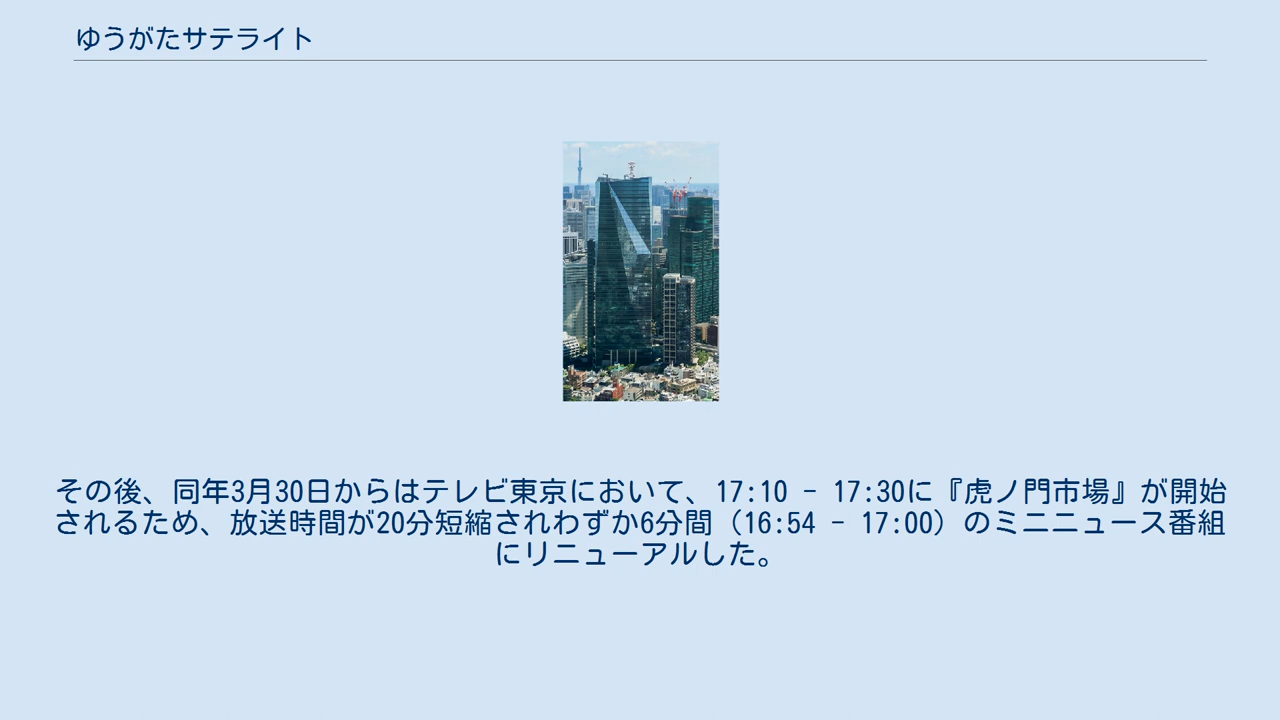 ゆうがたサテライト
その後、同年3月30日からはテレビ東京において、17:10 - 17:30に『虎ノ門市場』が開始
されるため、放送時間が20分短縮されわずか6分間（16:54 - 17:00）のミニニュース番組
にリニューアルした。